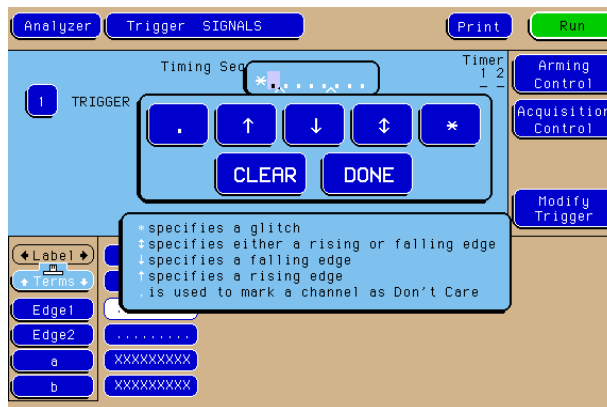 Analyzer Trigger SIGNALS Print Run
Timing Seq Timer
1 2
*........
– –
Arming
Control
1 TRIGGER
Acquisition
Control
. ↑ ↓ ↕ *
CLEAR DONE
Modify
Trigger
* specifies a glitch
↕ specifies either a rising or falling edge
↓ specifies a falling edge
↑ specifies a rising edge
. is used to mark a channel as Don't Care
←Label→
↑Terms↓
Edge1
Edge2 .........
a XXXXXXXXX
b XXXXXXXXX